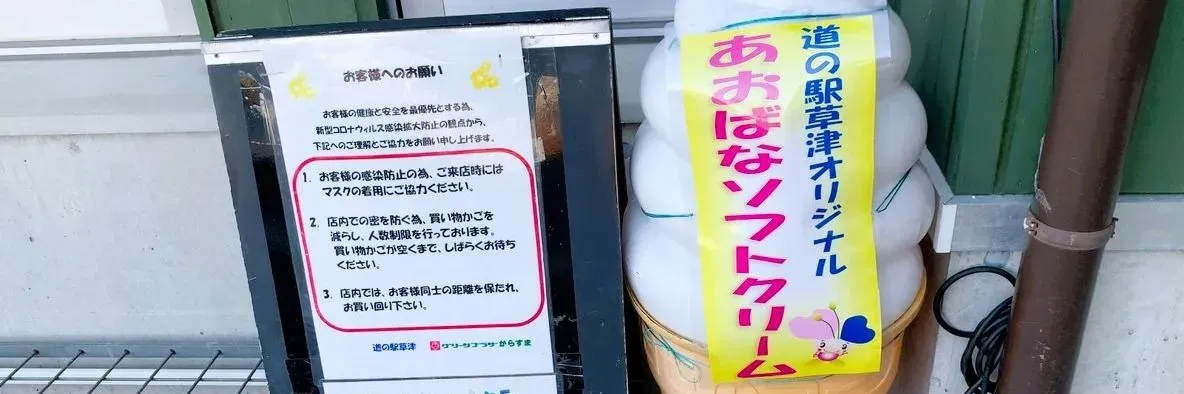 お客様へのお願い
お客様の健康と安全を最優先とする為、
新型コロナウィルス感染拡大防止の観点から、
下記へのご理解とご協力をお願い申し上げます。
1. お客様の感染防止の為、ご来店時には
マスクの着用にご協力ください。
2. 店内での密を防ぐ為、買い物かごを
減らし、人数制限を行っております。
買い物かごが空くまで、しばらくお待ち
ください。
3. 店内では、お客様同士の距離を保たれ、
お買い回り下さい。
道の駅草津 グリーンプラザからすま
道の駅草津オリジナル
あおばなソフトクリーム